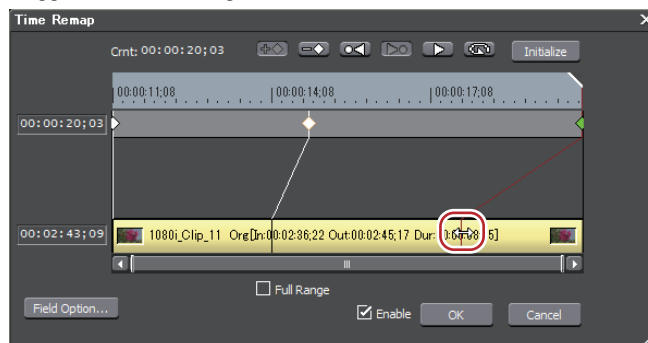 Time Remap
Crnt: 00:00:20;03
Initialize
00:00:11;08 00:00:14;08 00:00:17;08
00:00:20;03
00:02:43;09 1080i_Clip_11 Org[In:00:02:36;22 Out:00:02:45;17 Dur:
Field Option...
Full Range
Enable OK Cancel